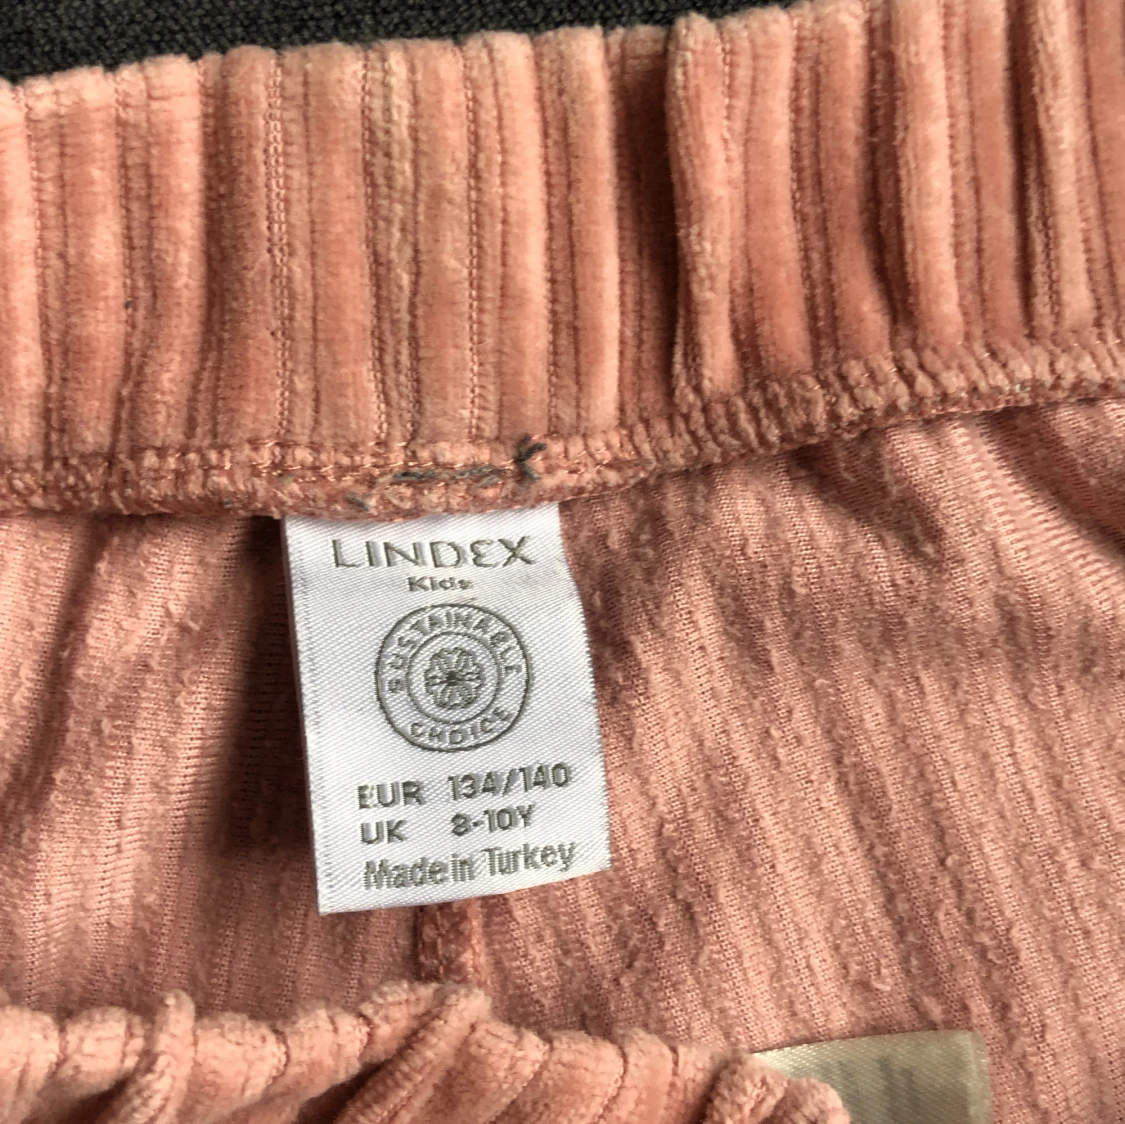 LINDEX
Kids
SUSTAINABLE
CHOICE
EUR 134/140
UK 8-10Y
Made in Turkey